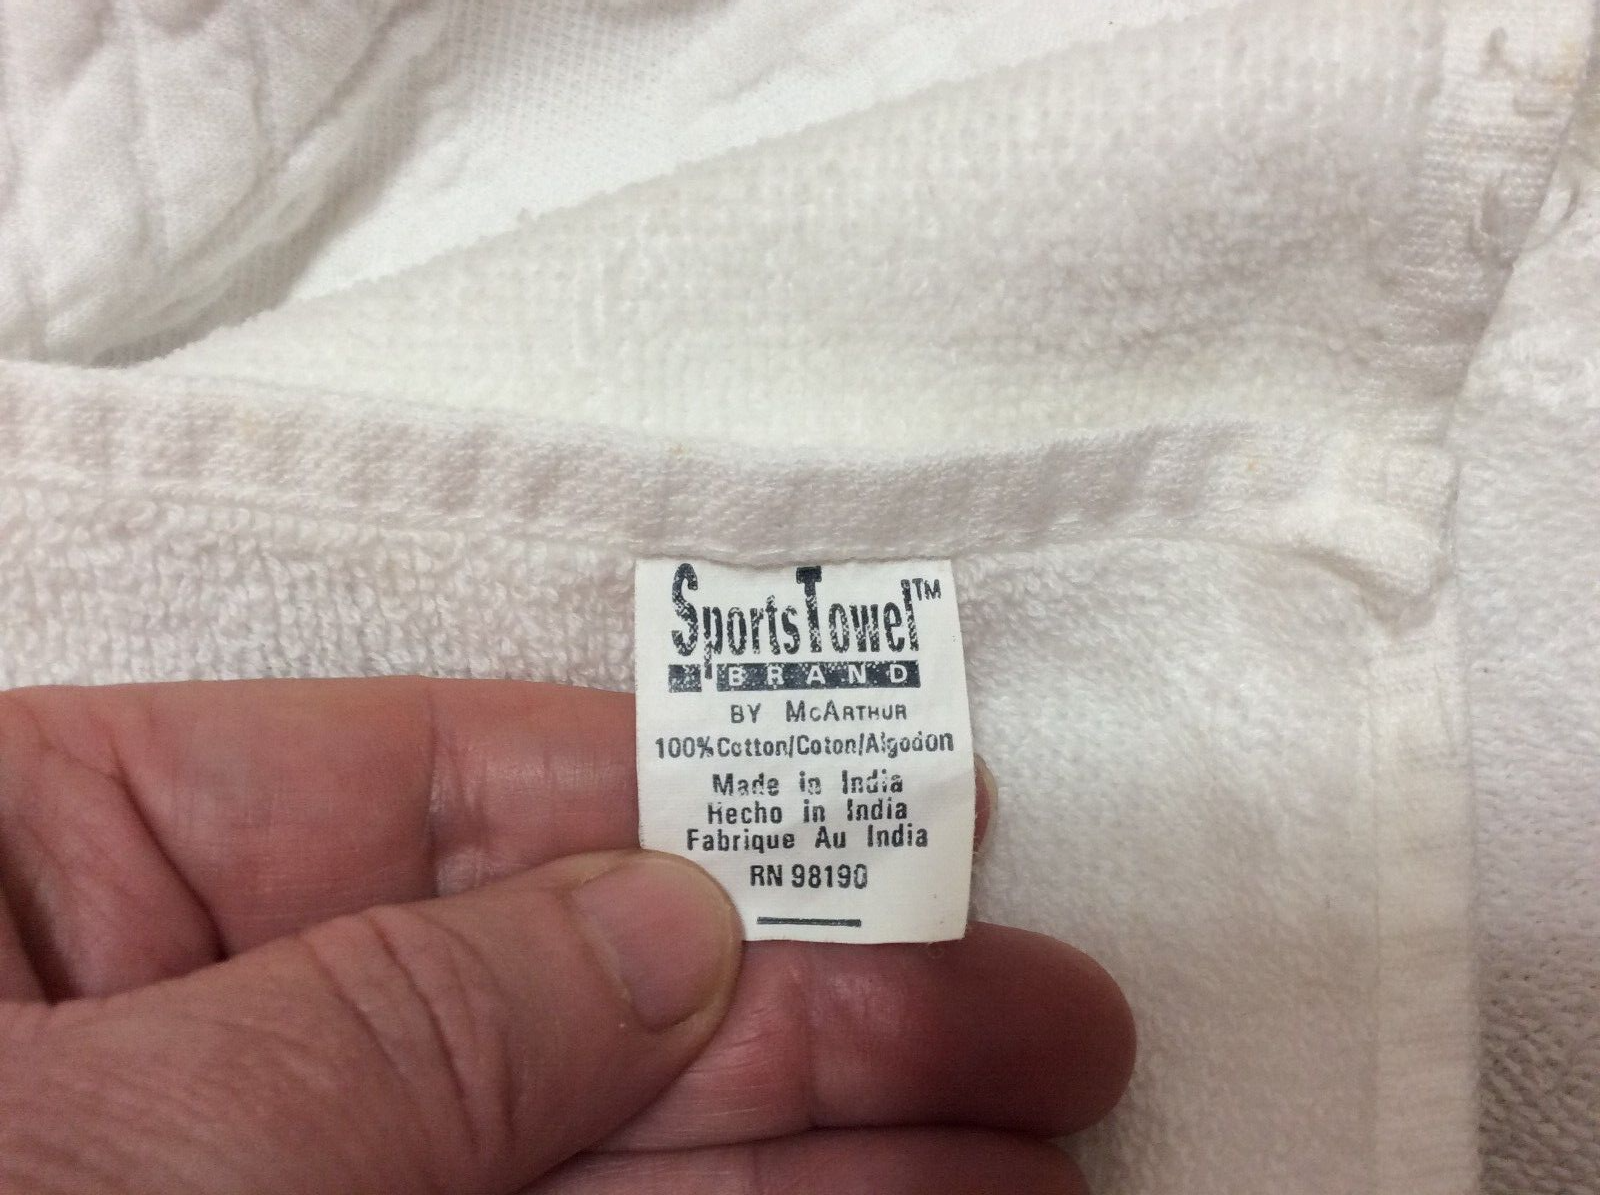 SportsTowel™
BRAND
BY McARTHUR
100% Cotton/Coton/Algodon
Made in India
Hecho in India
Fabrique Au India
RN 98190